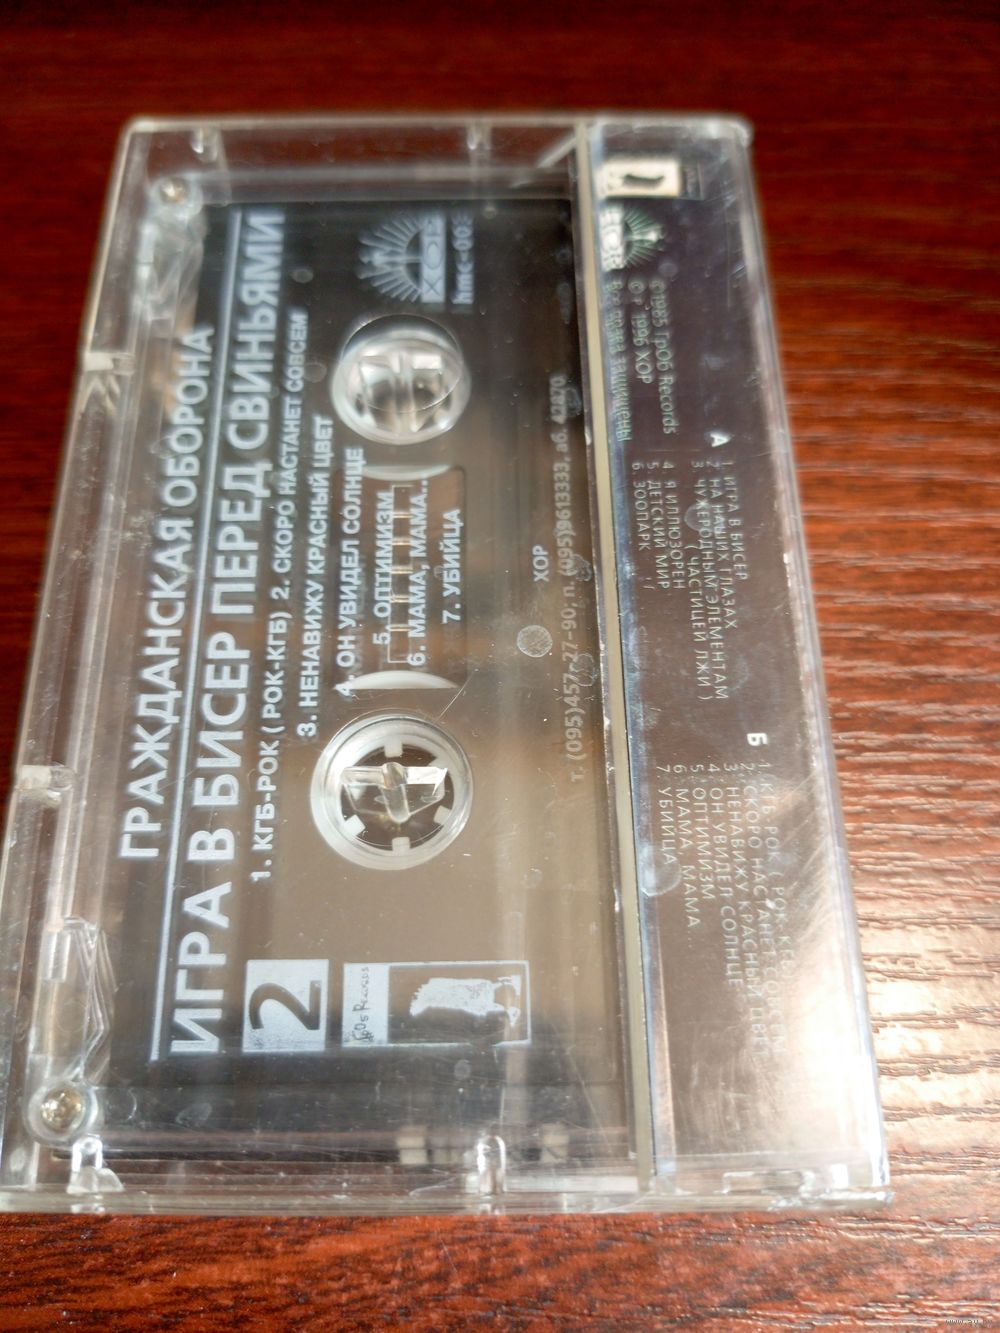 ГРАЖДАНСКАЯ ОБОРОНА
ИГРА В БИСЕР ПЕРЕД СВИНЬЯМИ
1. КГБ-РОК (РОК-КГБ) 2. СКОРО НАСТАНЕТ СОВСЕМ
3. НЕНАВИЖУ КРАСНЫЙ ЦВЕТ
4. ОН УВИДЕЛ СОЛНЦЕ
5. ОПТИМИЗМ
6. МАМА, МАМА...
7. УБИЙЦА
2
ХОР
hmc-003
ХОР
т. (095)457-27-90; п. (095)9613333, аб. 42870
©1985 ГрОб Records
℗ 1996 ХОР
Все права защищены
А
1. ИГРА В БИСЕР
2. НА НАШИХ ГЛАЗАХ
3. ЧУЖЕРОДНЫМ ЭЛЕМЕНТАМ
( ЧАСТИЦЕЙ ЛЖИ )
4. Я ИЛЛЮЗОРЕН
5. ДЕТСКИЙ МИР
6. ЗООПАРК
Б
1. КГБ-РОК ( РОК-КГБ
2. СКОРО НАСТАНЕТ СОВСЕМ
3. НЕНАВИЖУ КРАСНЫЙ ЦВЕТ
4. ОН УВИДЕЛ СОЛНЦЕ
5. ОПТИМИЗМ
6. МАМА, МАМА...
7. УБИЙЦА